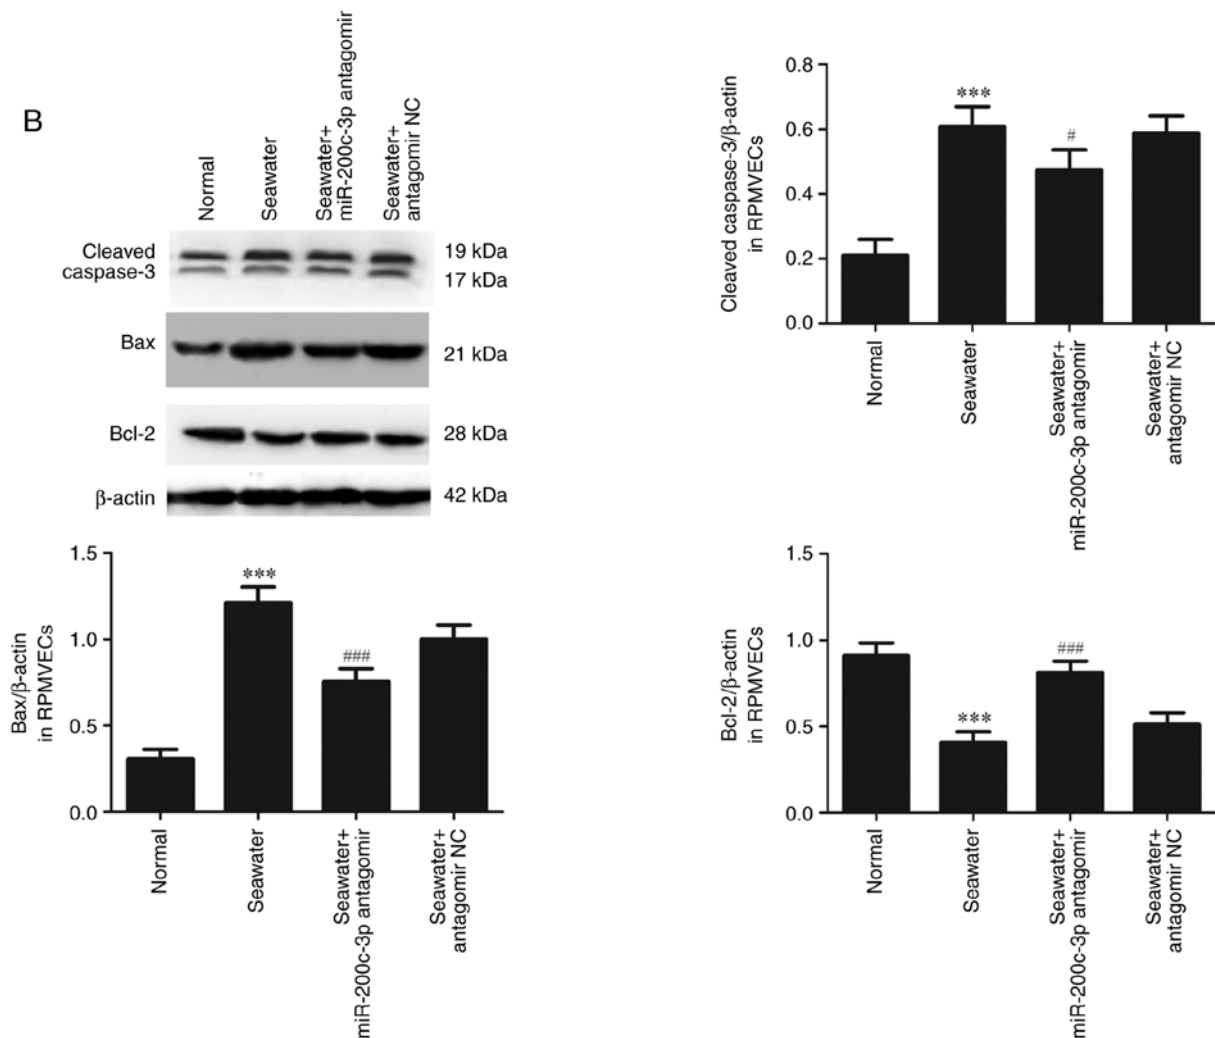 B
Normal
Seawater
Seawater+
miR-200c-3p antagomir
Seawater+
antagomir NC
Cleaved
caspase-3
19 kDa
17 kDa
Bax
21 kDa
Bcl-2
28 kDa
β-actin
42 kDa
Cleaved caspase-3/β-actin
in RPMVECs
0.8
0.6
0.4
0.2
0.0
***
#
Normal
Seawater
Seawater+
miR-200c-3p antagomir
Seawater+
antagomir NC
Bax/β-actin
in RPMVECs
1.5
1.0
0.5
0.0
***
###
Normal
Seawater
Seawater+
miR-200c-3p antagomir
Seawater+
antagomir NC
Bcl-2/β-actin
in RPMVECs
1.5
1.0
0.5
0.0
***
###
Normal
Seawater
Seawater+
miR-200c-3p antagomir
Seawater+
antagomir NC